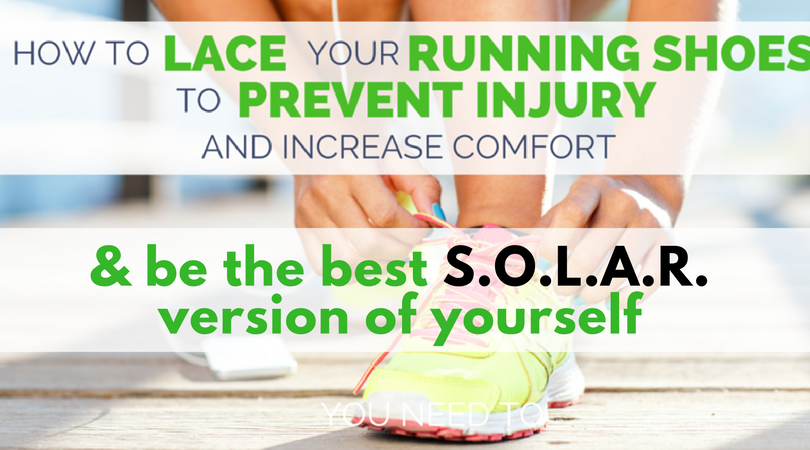 HOW TO LACE YOUR RUNNING SHOES
TO PREVENT INJURY
AND INCREASE COMFORT
& be the best S.O.L.A.R.
version of yourself
YOU NEED TO